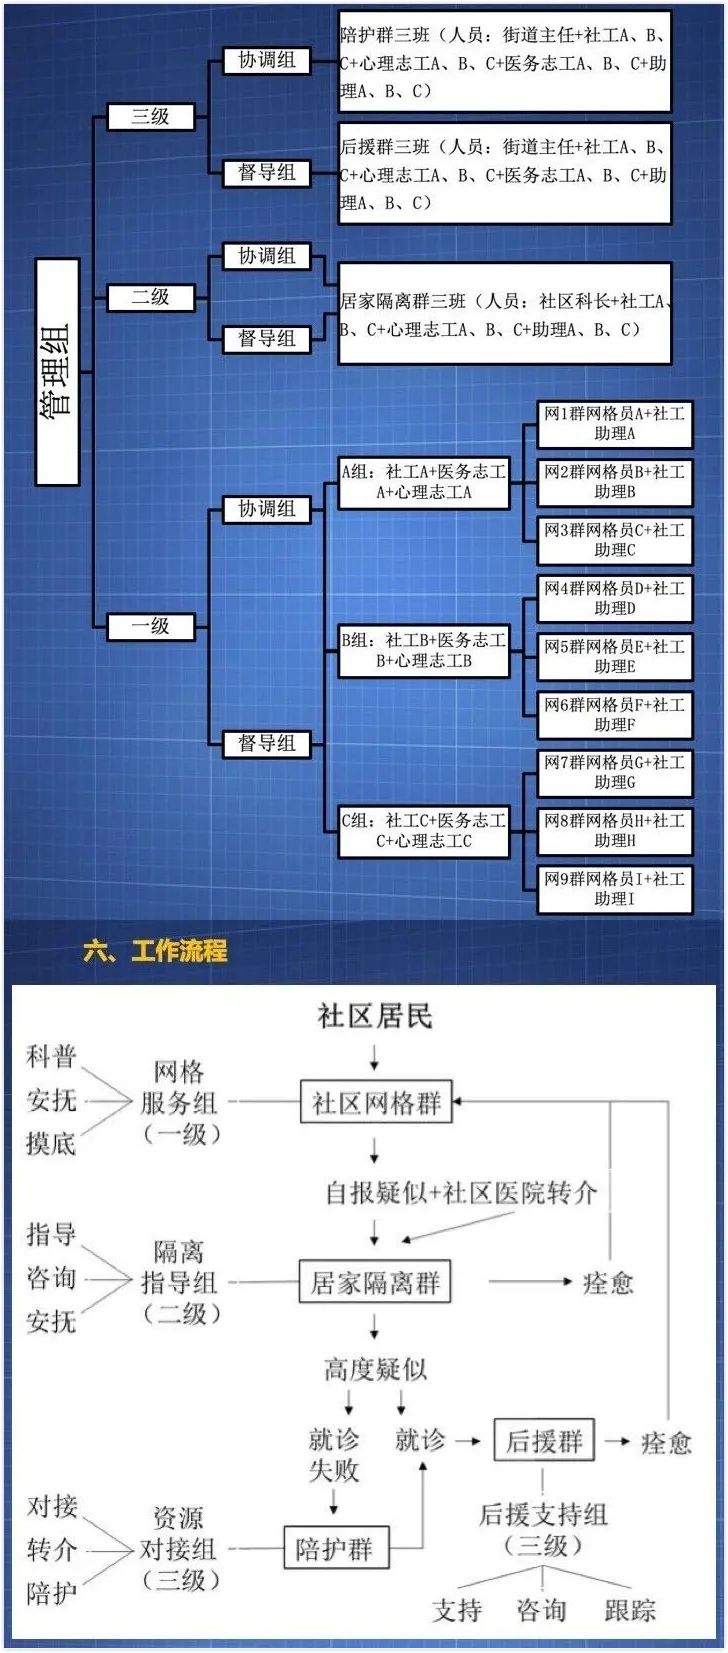 管理组
三级
协调组
陪护群三班（人员：街道主任+社工A、B、
C+心理志工A、B、C+医务志工A、B、C+助
理A、B、C）
督导组
后援群三班（人员：街道主任+社工A、B、
C+心理志工A、B、C+医务志工A、B、C+助
理A、B、C）
二级
协调组
督导组
居家隔离群三班（人员：社区科长+社工A、
B、C+心理志工A、B、C+助理A、B、C）
一级
协调组
督导组
A组：社工A+医务志工
A+心理志工A
网1群网格员A+社工
助理A
网2群网格员B+社工
助理B
网3群网格员C+社工
助理C
B组：社工B+医务志工
B+心理志工B
网4群网格员D+社工
助理D
网5群网格员E+社工
助理E
网6群网格员F+社工
助理F
C组：社工C+医务志工
C+心理志工C
网7群网格员G+社工
助理G
网8群网格员H+社工
助理H
网9群网格员I+社工
助理I
六、工作流程
社区居民
科普
安抚
摸底
网格
服务组
（一级）
社区网格群
自报疑似+社区医院转介
指导
咨询
安抚
隔离
指导组
（二级）
居家隔离群
痊愈
高度疑似
就诊
失败
就诊
后援群
痊愈
对接
转介
陪护
资源
对接组
（三级）
陪护群
后援支持组
（三级）
支持
咨询
跟踪